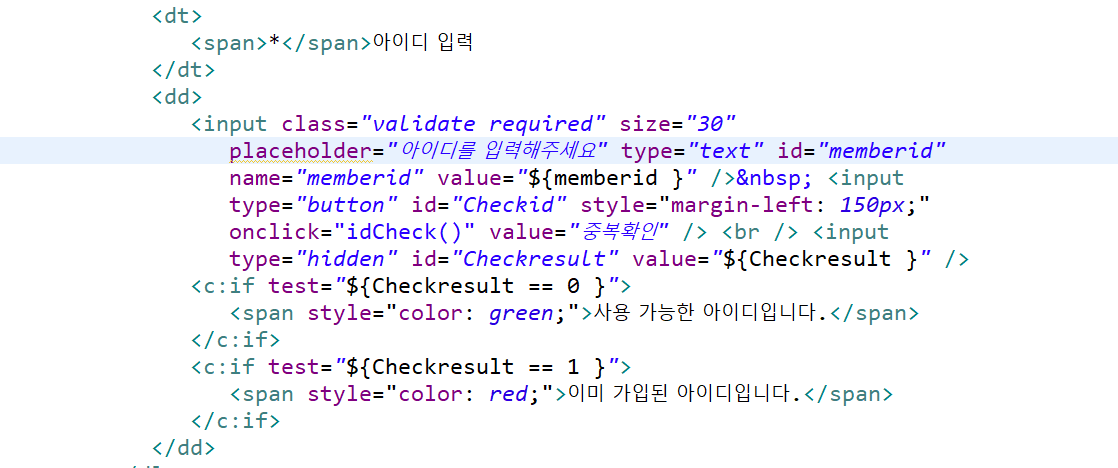 <dt>
<span>*</span>아이디 입력
</dt>
<dd>
<input class="validate required" size="30"
placeholder="아이디를 입력해주세요" type="text" id="memberid"
name="memberid" value="${memberid }" />&nbsp; <input
type="button" id="Checkid" style="margin-left: 150px;"
onclick="idCheck()" value="중복확인" /> <br /> <input
type="hidden" id="Checkresult" value="${Checkresult }" />
<c:if test="${Checkresult == 0 }">
<span style="color: green;">사용 가능한 아이디입니다.</span>
</c:if>
<c:if test="${Checkresult == 1 }">
<span style="color: red;">이미 가입된 아이디입니다.</span>
</c:if>
</dd>